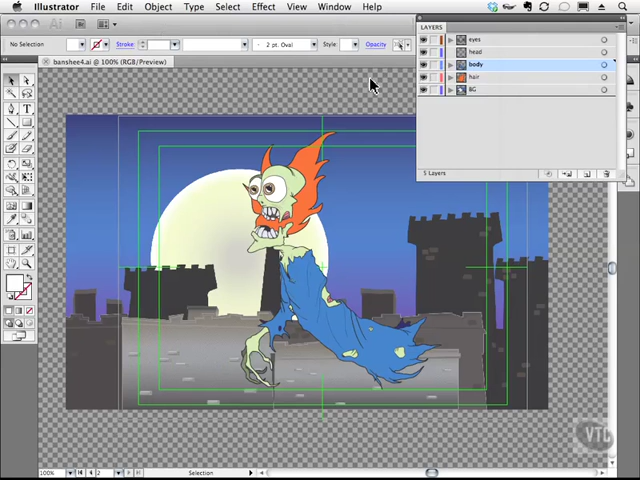 Illustrator File Edit Object Type Select Effect View Window Help
No Selection Stroke: 2 pt. Oval Style: Opacity
LAYERS
banshee4.ai @ 100% (RGB/Preview)
eyes
head
body
hair
BG
5 Layers
VTC
100% 2 Selection